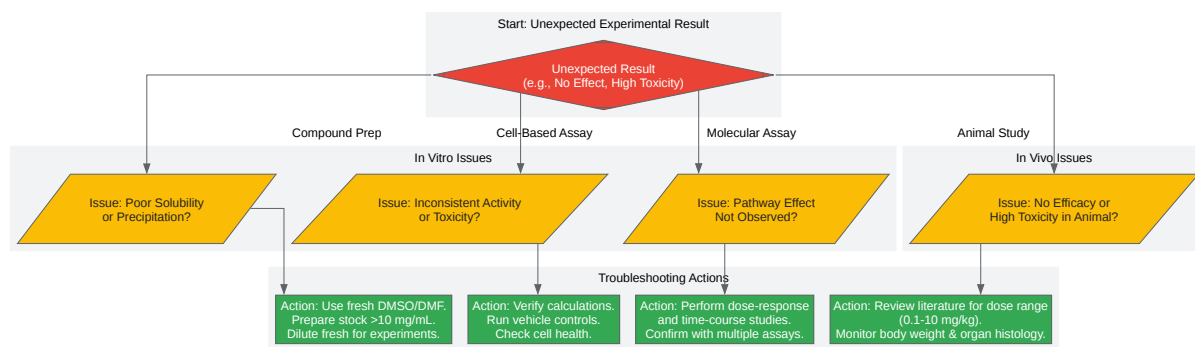 Start: Unexpected Experimental Result
Unexpected Result
(e.g., No Effect, High Toxicity)
Compound Prep
Cell-Based Assay
Molecular Assay
Animal Study
In Vitro Issues
In Vivo Issues
Issue: Poor Solubility
or Precipitation?
Issue: Inconsistent Activity
or Toxicity?
Issue: Pathway Effect
Not Observed?
Issue: No Efficacy or
High Toxicity in Animal?
Troubleshooting Actions
Action: Use fresh DMSO/DMF.
Prepare stock >10 mg/mL.
Dilute fresh for experiments.
Action: Verify calculations.
Run vehicle controls.
Check cell health.
Action: Perform dose-response
and time-course studies.
Confirm with multiple assays.
Action: Review literature for dose range
(0.1-10 mg/kg).
Monitor body weight & organ histology.